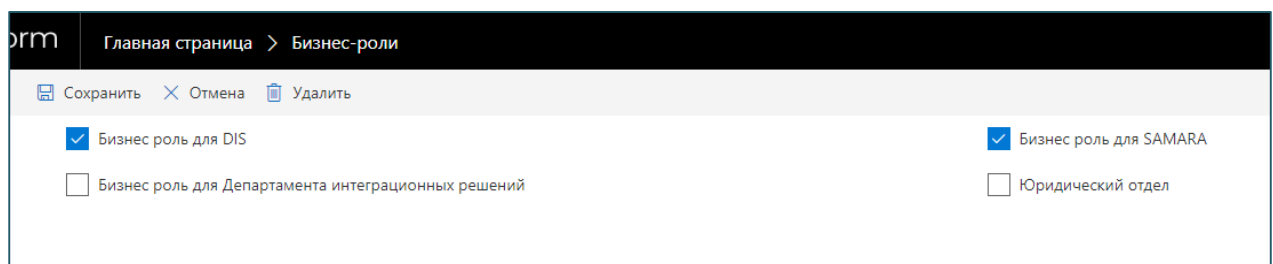 orm Главная страница > Бизнес-роли
Сохранить Отмена Удалить
Бизнес роль для DIS Бизнес роль для SAMARA
Бизнес роль для Департамента интеграционных решений Юридический отдел